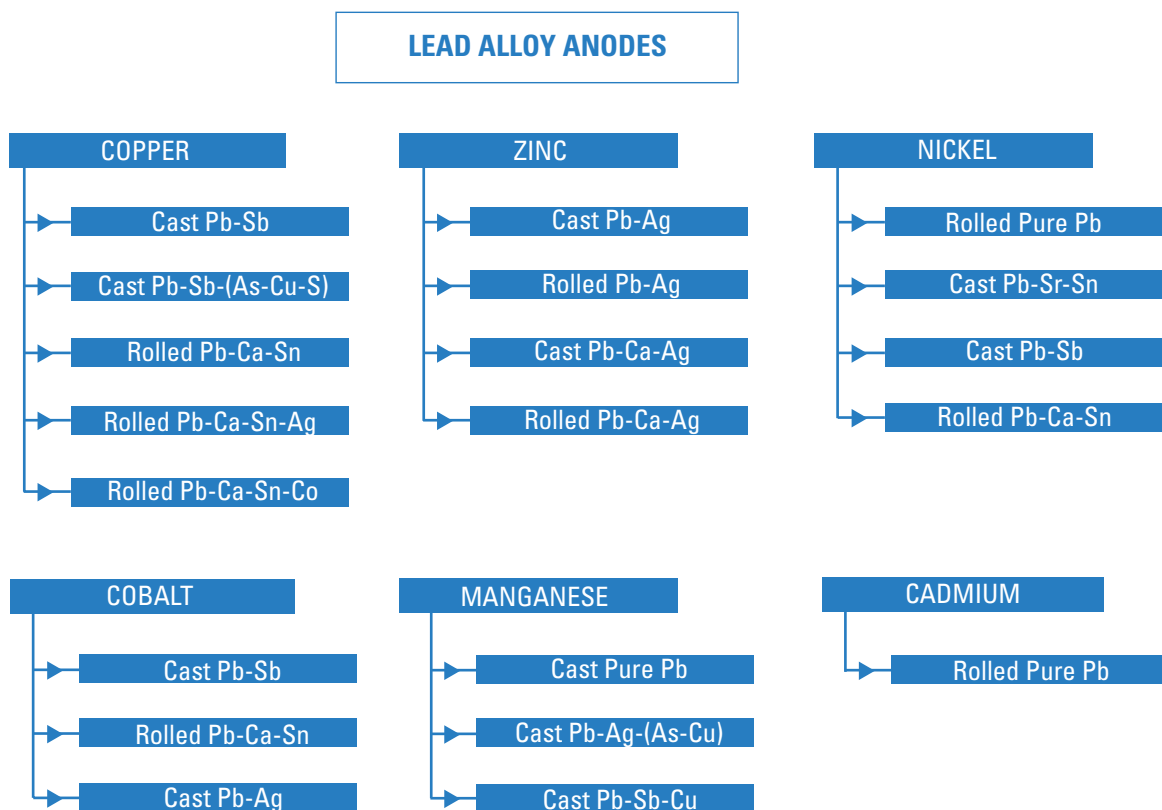 LEAD ALLOY ANODES
COPPER
Cast Pb-Sb
Cast Pb-Sb-(As-Cu-S)
Rolled Pb-Ca-Sn
Rolled Pb-Ca-Sn-Ag
Rolled Pb-Ca-Sn-Co
ZINC
Cast Pb-Ag
Rolled Pb-Ag
Cast Pb-Ca-Ag
Rolled Pb-Ca-Ag
NICKEL
Rolled Pure Pb
Cast Pb-Sr-Sn
Cast Pb-Sb
Rolled Pb-Ca-Sn
COBALT
Cast Pb-Sb
Rolled Pb-Ca-Sn
Cast Pb-Ag
MANGANESE
Cast Pure Pb
Cast Pb-Ag-(As-Cu)
Cast Pb-Sb-Cu
CADMIUM
Rolled Pure Pb